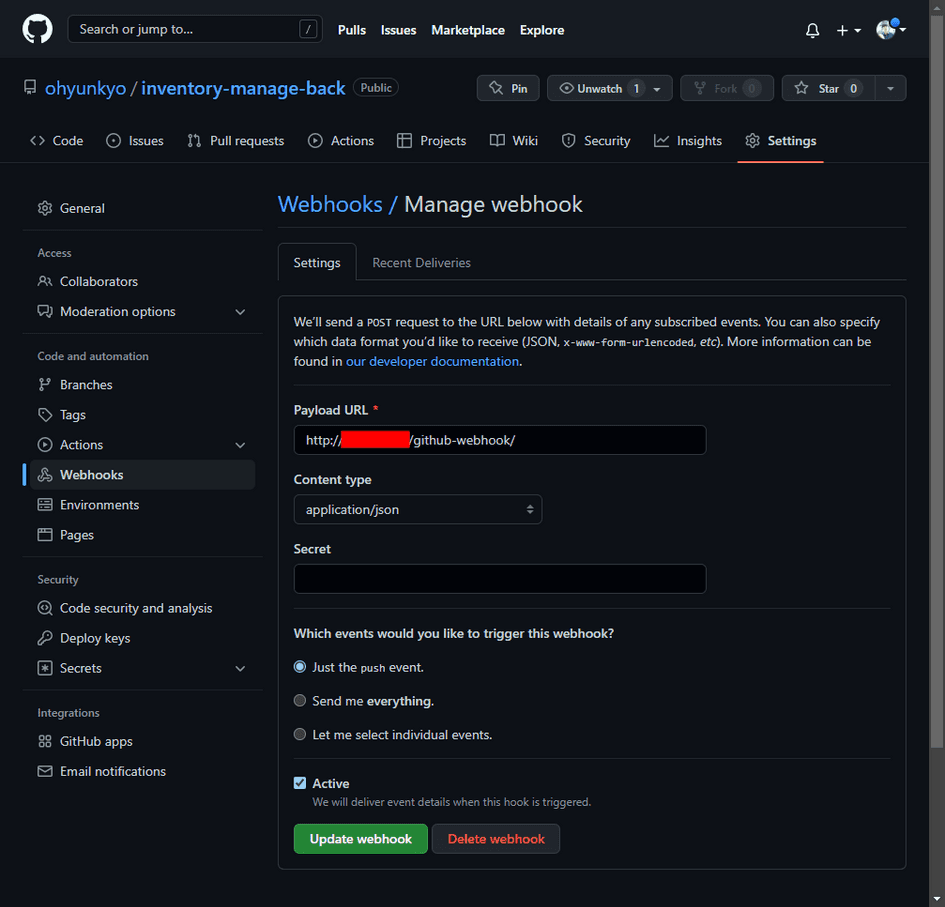 Search or jump to... /
Pulls Issues Marketplace Explore
ohyunkyo / inventory-manage-back Public
Pin Unwatch 1 Fork 0 Star 0
Code Issues Pull requests Actions Projects Wiki Security Insights Settings
General
Access
Collaborators
Moderation options
Code and automation
Branches
Tags
Actions
Webhooks
Environments
Pages
Security
Code security and analysis
Deploy keys
Secrets
Integrations
GitHub apps
Email notifications
Webhooks / Manage webhook
Settings Recent Deliveries
We'll send a POST request to the URL below with details of any subscribed events. You can also specify
which data format you'd like to receive (JSON, x-www-form-urlencoded, etc). More information can be
found in our developer documentation.
Payload URL *
http:// /github-webhook/
Content type
application/json
Secret
Which events would you like to trigger this webhook?
Just the push event.
Send me everything.
Let me select individual events.
Active
We will deliver event details when this hook is triggered.
Update webhook Delete webhook